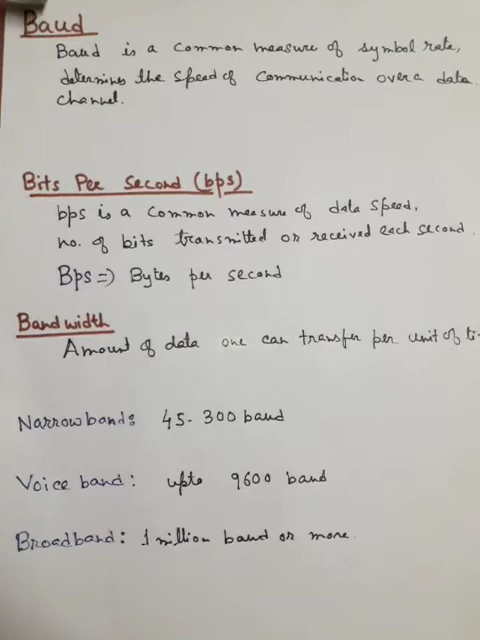 Baud
Baud is a common measure of symbol rate,
determines the speed of communication over a data
channel.
Bits Per Second (bps)
bps is a common measure of data speed,
no. of bits transmitted or received each second.
Bps => Bytes per second
Bandwidth
Amount of data one can transfer per unit of ti
Narrowband: 45-300 baud
Voice band: upto 9600 baud
Broadband: 1 million baud or more.